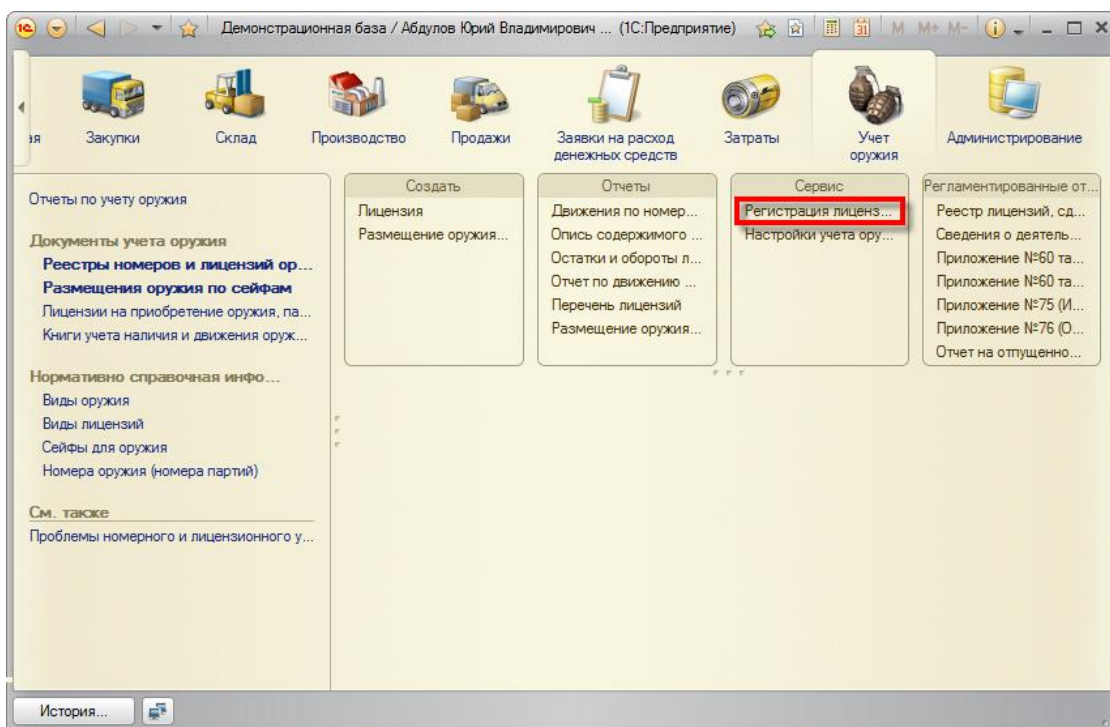 1С Демонстрационная база / Абдулов Юрий Владимирович ... (1С:Предприятие) 31 M M+ M-
ая Закупки Склад Производство Продажи Заявки на расход Затраты Учет Администрирование
денежных средств оружия
Отчеты по учету оружия
Документы учета оружия
Реестры номеров и лицензий ор...
Размещения оружия по сейфам
Лицензии на приобретение оружия, па...
Книги учета наличия и движения оруж...
Нормативно справочная инфо...
Виды оружия
Виды лицензий
Сейфы для оружия
Номера оружия (номера партий)
См. также
Проблемы номерного и лицензионного у...
Создать
Лицензия
Размещение оружия...
Отчеты
Движения по номер...
Опись содержимого ...
Остатки и обороты л...
Отчет по движению ...
Перечень лицензий
Размещение оружия...
Сервис
Регистрация лиценз...
Настройки учета ору...
Регламентированные от...
Реестр лицензий, сд...
Сведения о деятель...
Приложение №60 та...
Приложение №60 та...
Приложение №75 (И...
Приложение №76 (О...
Отчет на отпущенно...
История...